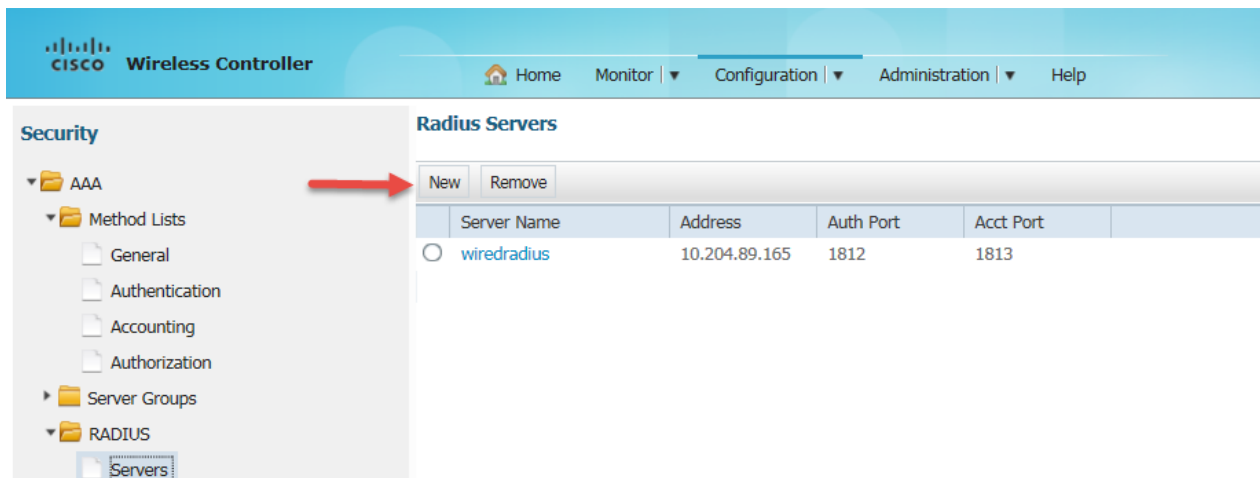 CISCO Wireless Controller
Home Monitor Configuration Administration Help
Security
AAA
Method Lists
General
Authentication
Accounting
Authorization
Server Groups
RADIUS
Servers
Radius Servers
New Remove
Server Name Address Auth Port Acct Port
wiredradius 10.204.89.165 1812 1813